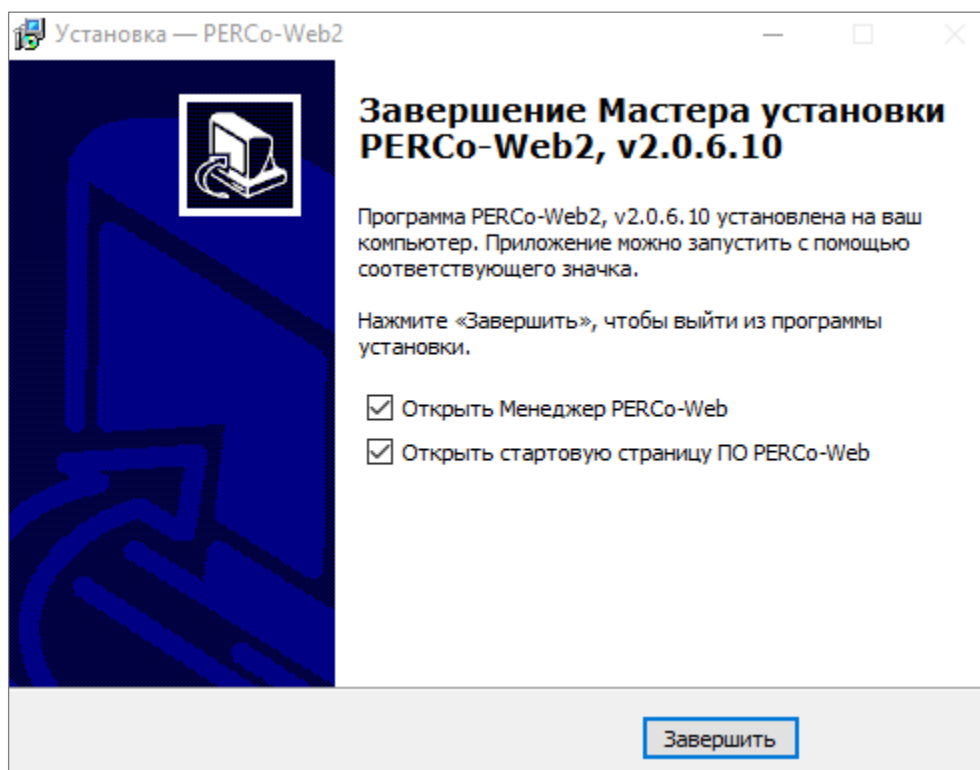 Установка — PERCo-Web2
Завершение Мастера установки
PERCo-Web2, v2.0.6.10
Программа PERCo-Web2, v2.0.6.10 установлена на ваш
компьютер. Приложение можно запустить с помощью
соответствующего значка.
Нажмите «Завершить», чтобы выйти из программы
установки.
Открыть Менеджер PERCo-Web
Открыть стартовую страницу ПО PERCo-Web
Завершить